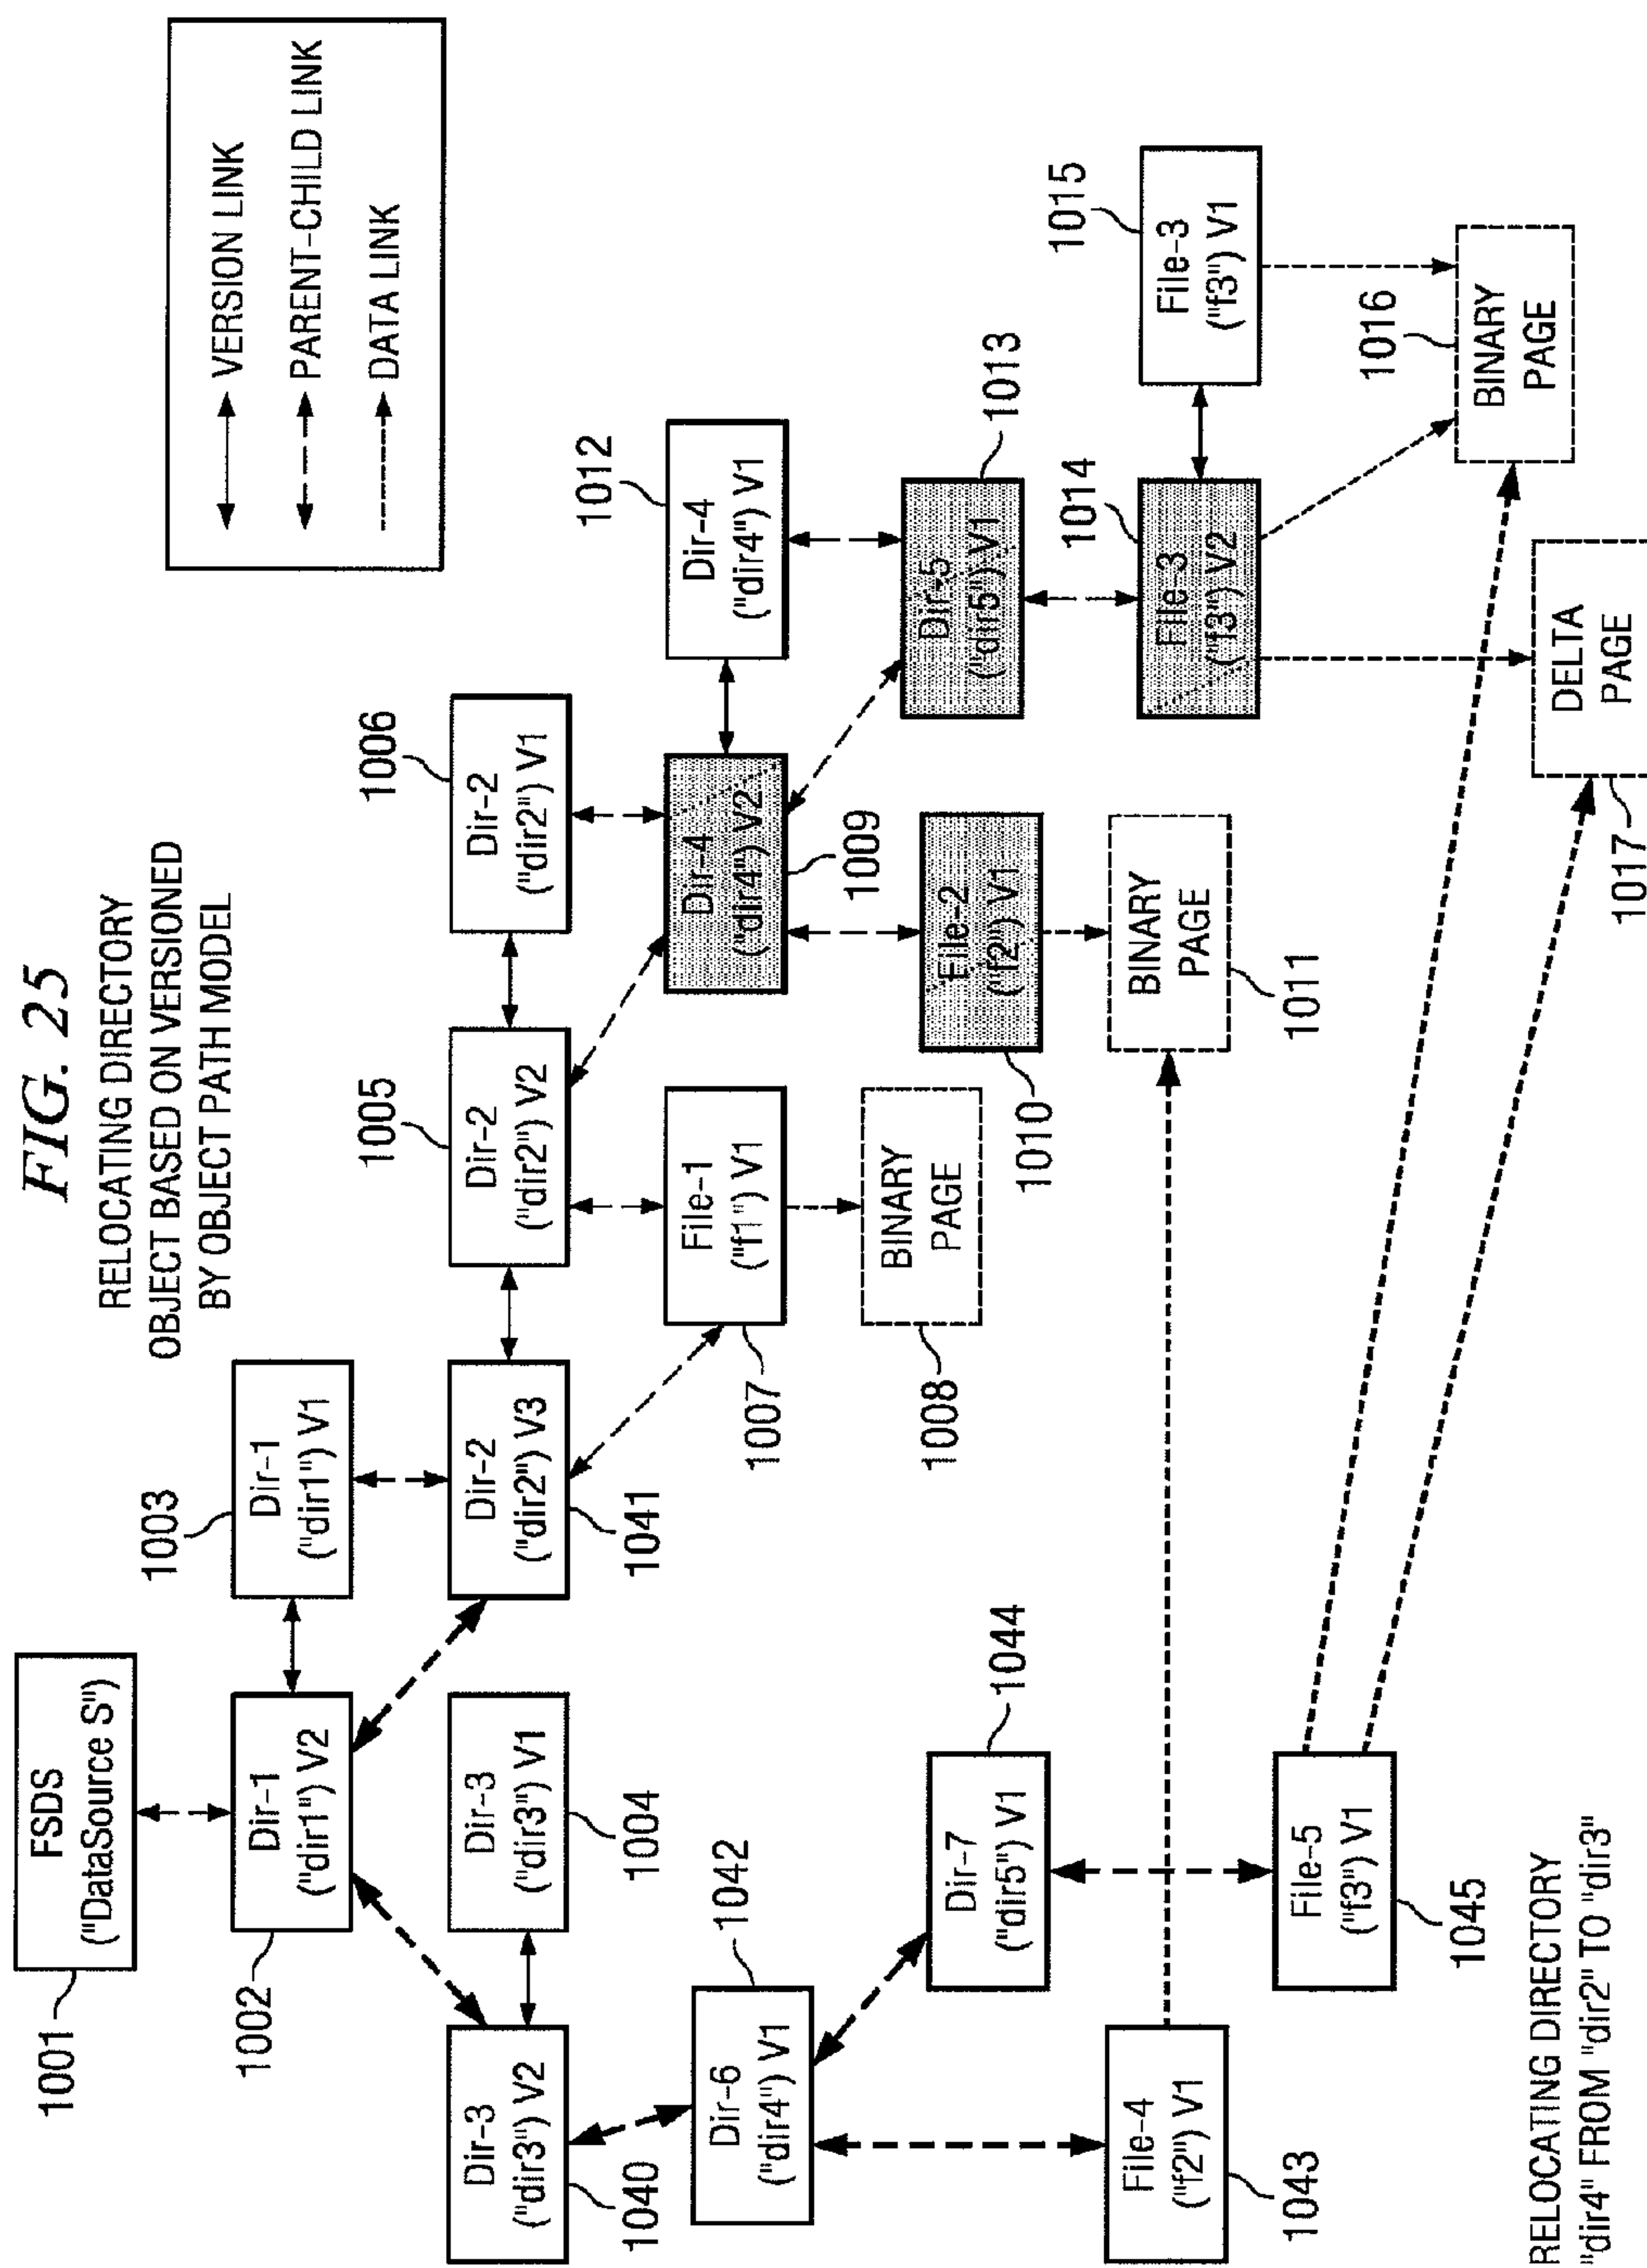 FIG. 25
RELOCATING DIRECTORY
OBJECT BASED ON VERSIONED
BY OBJECT PATH MODEL
VERSION LINK
PARENT-CHILD LINK
DATA LINK
1001
FSDS
("DataSource S")
1002
Dir-1
("dir1") V2
1003
Dir-1
("dir1") V1
1040
Dir-3
("dir3") V2
1004
Dir-3
("dir3") V1
1041
Dir-2
("dir2") V3
1005
Dir-2
("dir2") V2
1006
Dir-2
("dir2") V1
1042
Dir-6
("dir4") V1
1007
File-1
("f1") V1
1009
Dir-4
("dir4") V2
1012
Dir-4
("dir4") V1
1044
Dir-7
("dir5") V1
1008
BINARY
PAGE
1010
File-2
("f2") V1
1013
Dir-5
("dir5") V1
1043
File-4
("f2") V1
1011
BINARY
PAGE
1014
File-3
("f3") V2
1015
File-3
("f3") V1
1045
File-5
("f3") V1
1016
BINARY
PAGE
1017
DELTA
PAGE
RELOCATING DIRECTORY
"dir4" FROM "dir2" TO "dir3"